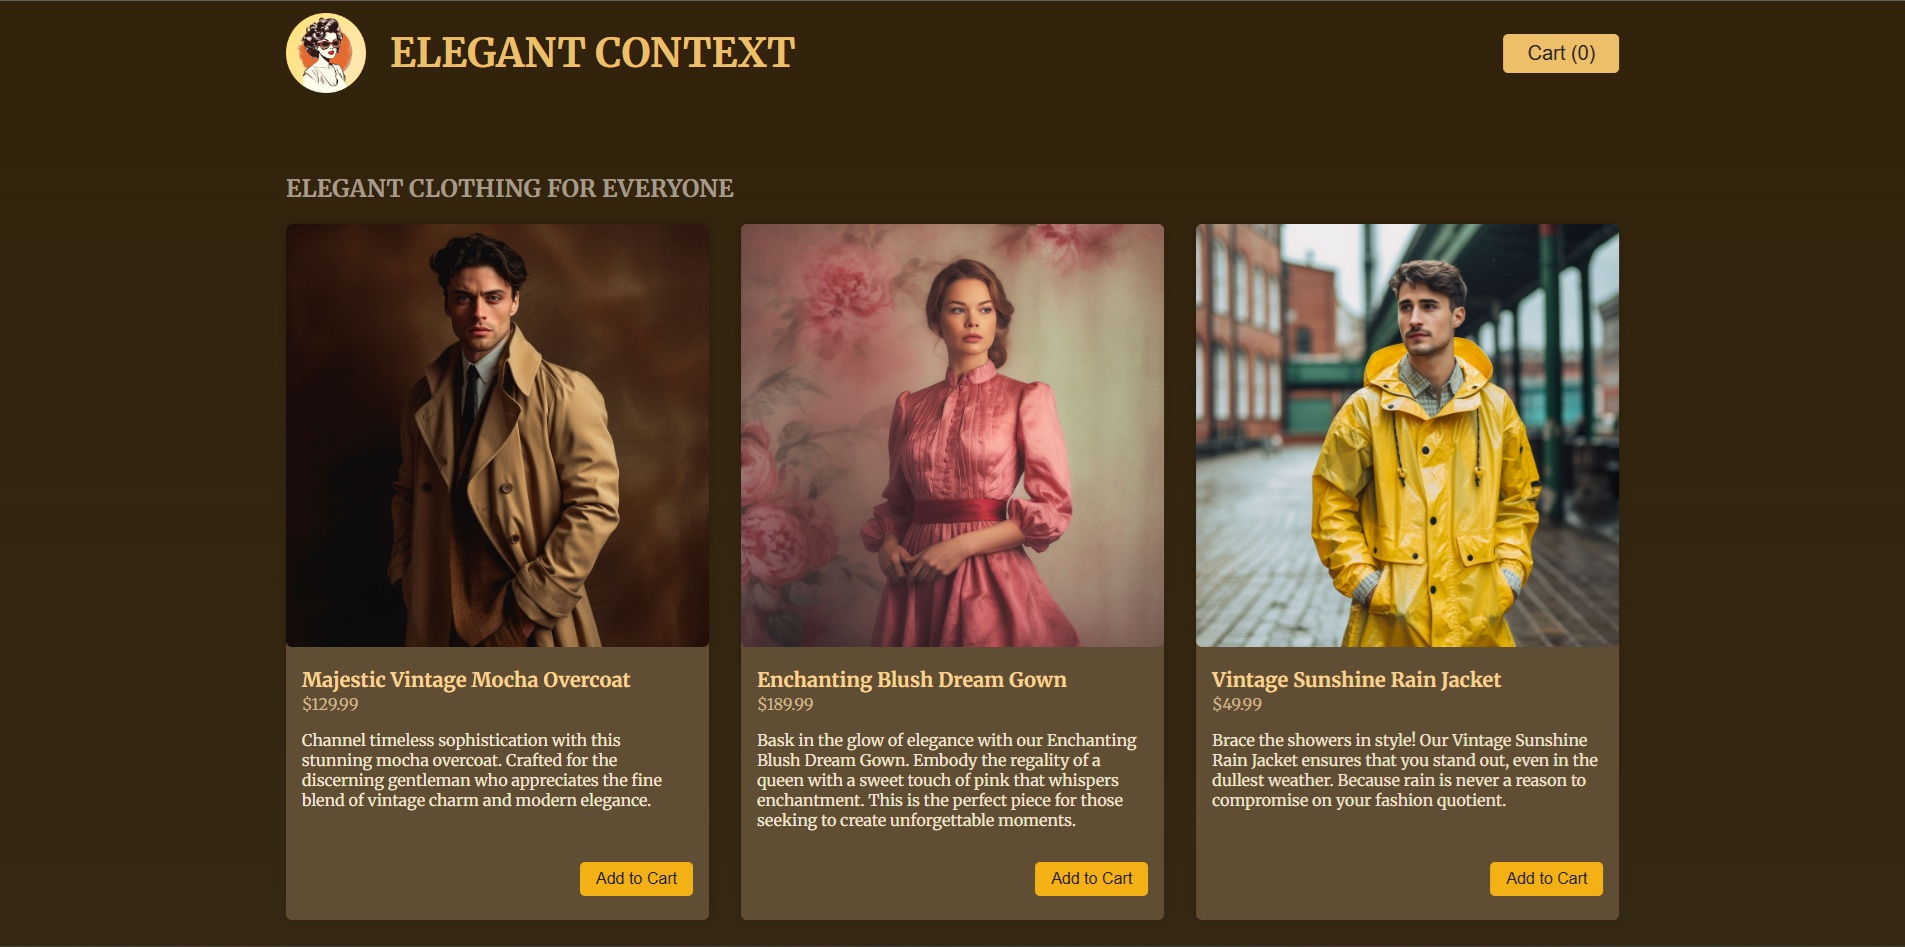 ELEGANT CONTEXT
Cart (0)
ELEGANT CLOTHING FOR EVERYONE
Majestic Vintage Mocha Overcoat
$129.99
Channel timeless sophistication with this
stunning mocha overcoat. Crafted for the
discerning gentleman who appreciates the fine
blend of vintage charm and modern elegance.
Add to Cart
Enchanting Blush Dream Gown
$189.99
Bask in the glow of elegance with our Enchanting
Blush Dream Gown. Embody the regality of a
queen with a sweet touch of pink that whispers
enchantment. This is the perfect piece for those
seeking to create unforgettable moments.
Add to Cart
Vintage Sunshine Rain Jacket
$49.99
Brace the showers in style! Our Vintage Sunshine
Rain Jacket ensures that you stand out, even in the
dullest weather. Because rain is never a reason to
compromise on your fashion quotient.
Add to Cart